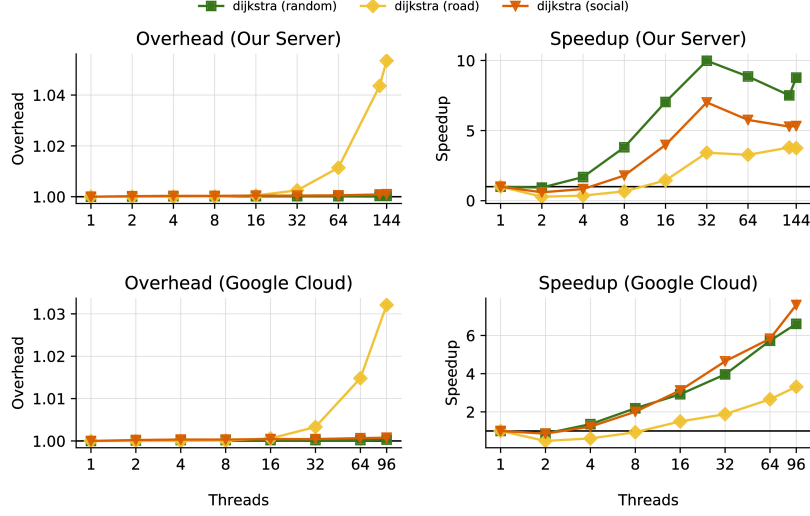 dijkstra (random) dijkstra (road) dijkstra (social)
Overhead (Our Server)
Overhead
1.04
1.02
1.00
1 2 4 8 16 32 64 144
Speedup (Our Server)
Speedup
10
5
0
1 2 4 8 16 32 64 144
Overhead (Google Cloud)
Overhead
1.03
1.02
1.01
1.00
1 2 4 8 16 32 64 96
Threads
Speedup (Google Cloud)
Speedup
6
4
2
1 2 4 8 16 32 64 96
Threads